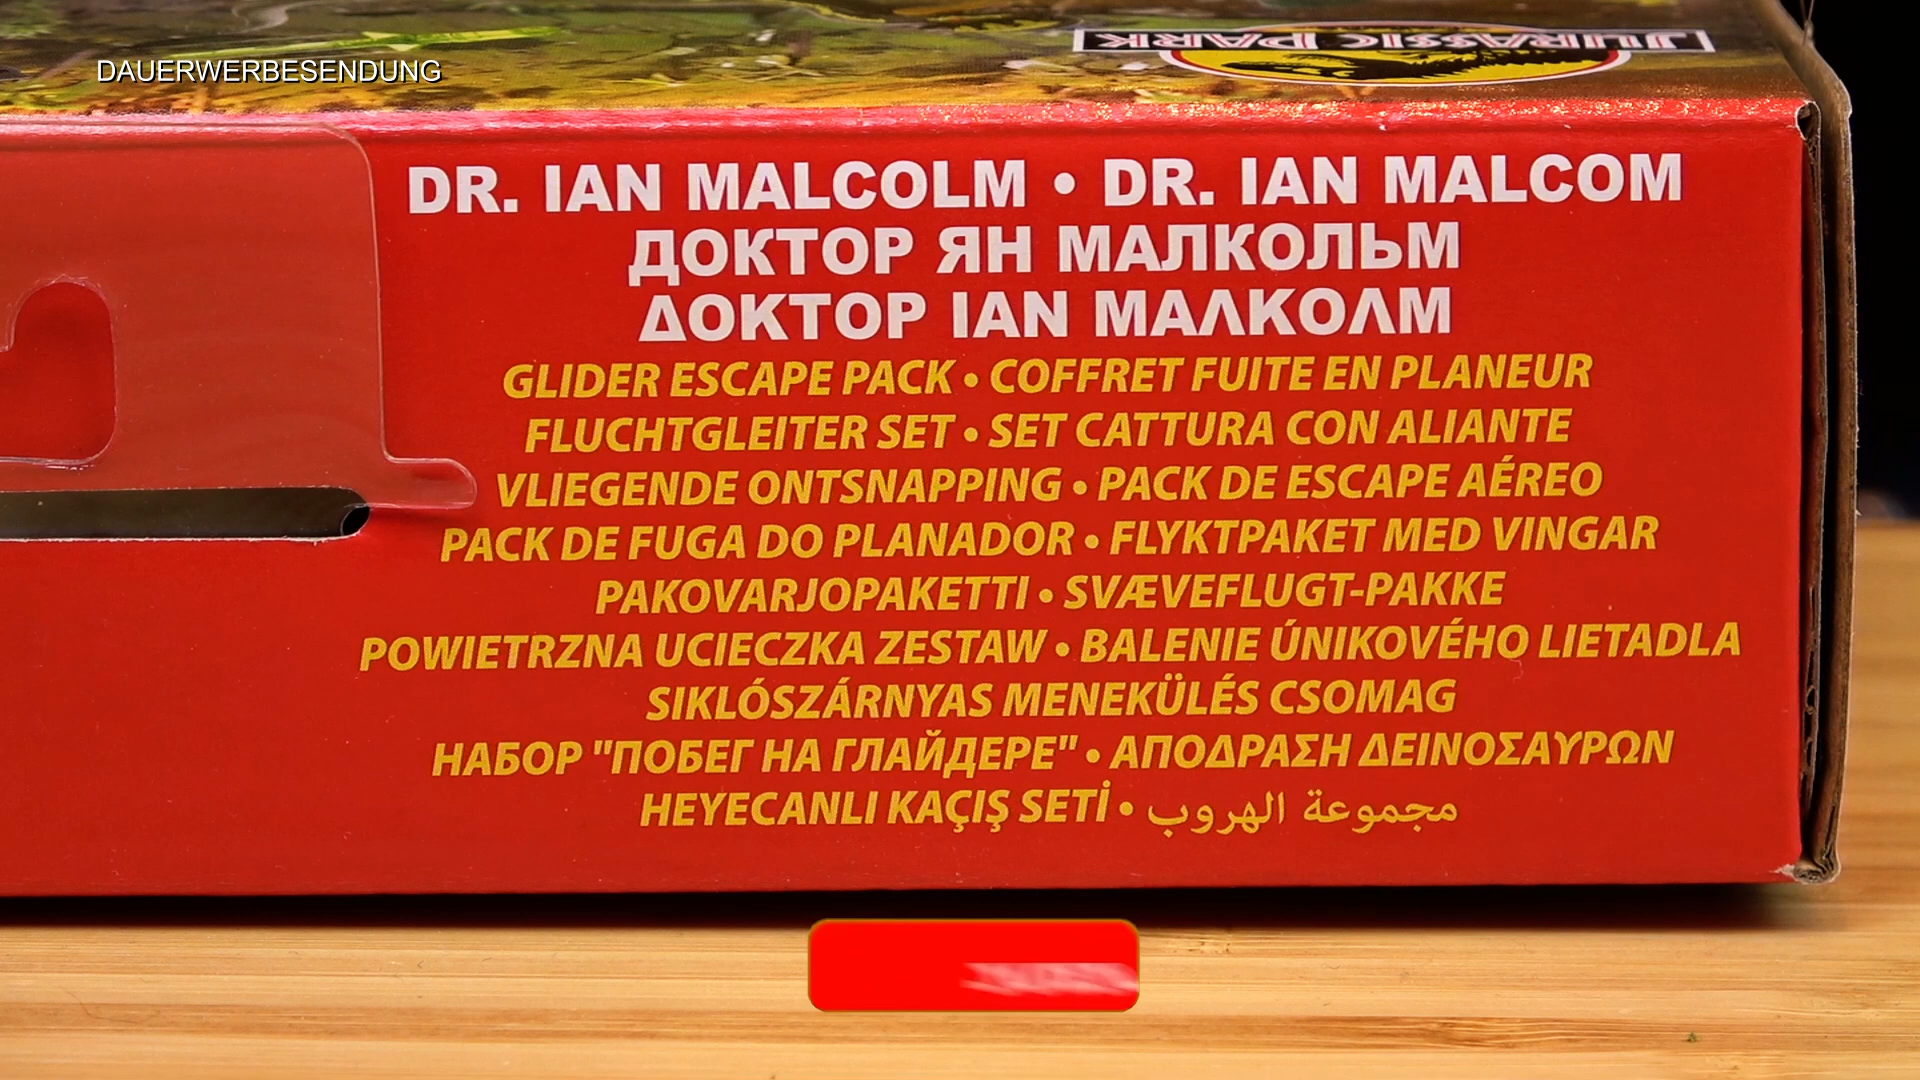 DAUERWERBESENDUNG
JURASSIC PARK
DR. IAN MALCOLM • DR. IAN MALCOM
ДОКТОР ЯН МАЛКОЛЬМ
ΔΟΚΤΟΡ ΙΑΝ ΜΑΛΚΟΛΜ
GLIDER ESCAPE PACK • COFFRET FUITE EN PLANEUR
FLUCHTGLEITER SET • SET CATTURA CON ALIANTE
VLIEGENDE ONTSNAPPING • PACK DE ESCAPE AÉREO
PACK DE FUGA DO PLANADOR • FLYKTPAKET MED VINGAR
PAKOVARJOPAKETTI • SVÆVEFLUGT-PAKKE
POWIETRZNA UCIECZKA ZESTAW • BALENIE ÚNIKOVÉHO LIETADLA
SIKLÓSZÁRNYAS MENEKÜLÉS CSOMAG
НАБОР "ПОБЕГ НА ГЛАЙДЕРЕ" • ΑΠΟΔΡΑΣΗ ΔΕΙΝΟΣΑΥΡΩΝ
HEYECANLI KAÇIŞ SETİ • مجموعة الهروب